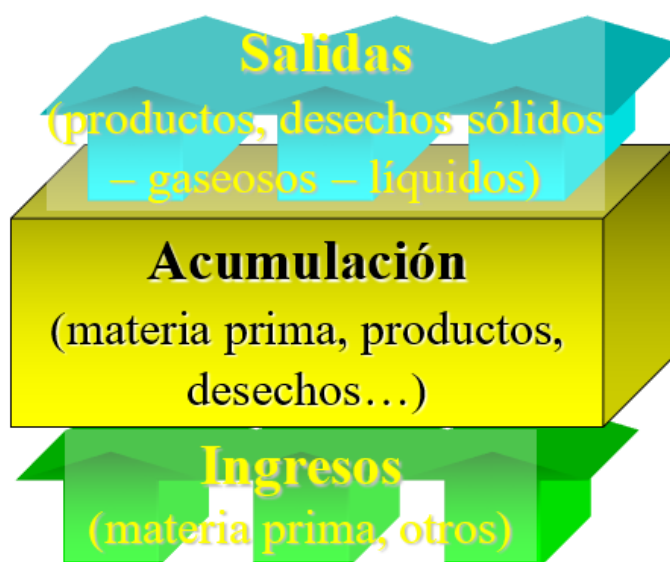 Salidas
(productos, desechos sólidos
– gaseosos – líquidos)
Acumulación
(materia prima, productos,
desechos…)
Ingresos
(materia prima, otros)